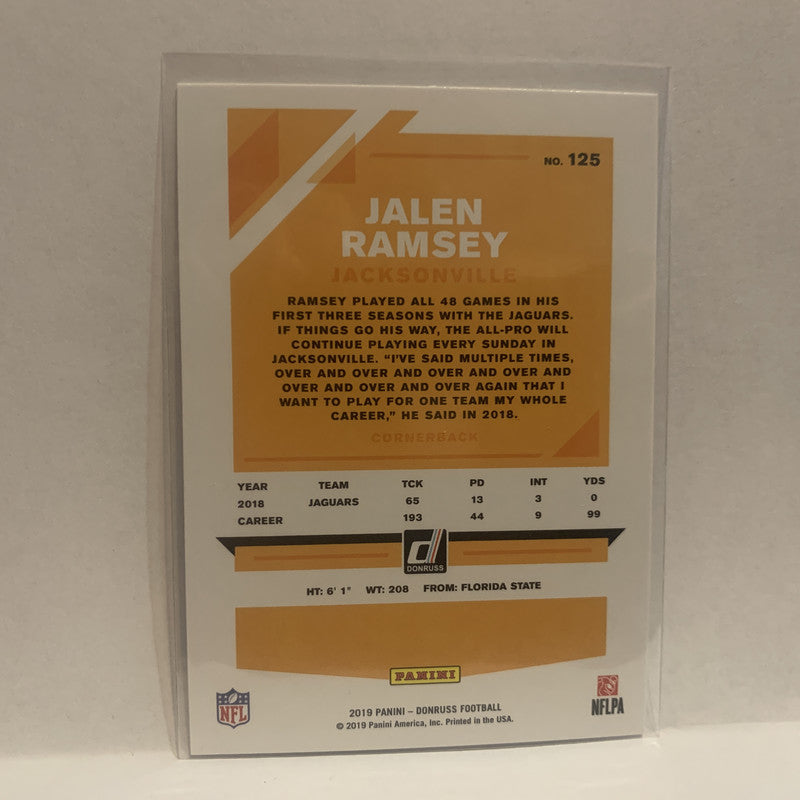 NO. 125
JALEN
RAMSEY
JACKSONVILLE
RAMSEY PLAYED ALL 48 GAMES IN HIS
FIRST THREE SEASONS WITH THE JAGUARS.
IF THINGS GO HIS WAY, THE ALL-PRO WILL
CONTINUE PLAYING EVERY SUNDAY IN
JACKSONVILLE. "I'VE SAID MULTIPLE TIMES,
OVER AND OVER AND OVER AND OVER AND
OVER AND OVER AND OVER AGAIN THAT I
WANT TO PLAY FOR ONE TEAM MY WHOLE
CAREER," HE SAID IN 2018.
CORNERBACK
YEAR TEAM TCK PD INT YDS
2018 JAGUARS 65 13 3 0
CAREER 193 44 9 99
d
DONRUSS
HT: 6' 1" WT: 208 FROM: FLORIDA STATE
PANINI
NFL
2019 PANINI – DONRUSS FOOTBALL
© 2019 Panini America, Inc. Printed in the USA.
NFLPA